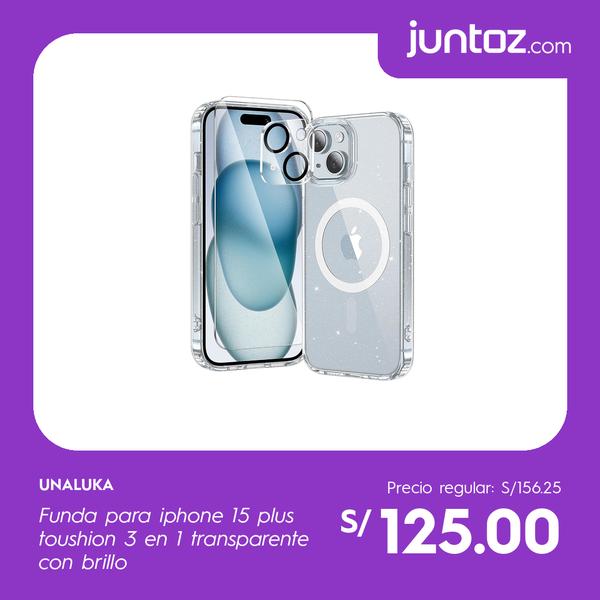 juntoz.com
UNALUKA
Funda para iphone 15 plus
toushion 3 en 1 transparente
con brillo
Precio regular: S/156.25
S/125.00